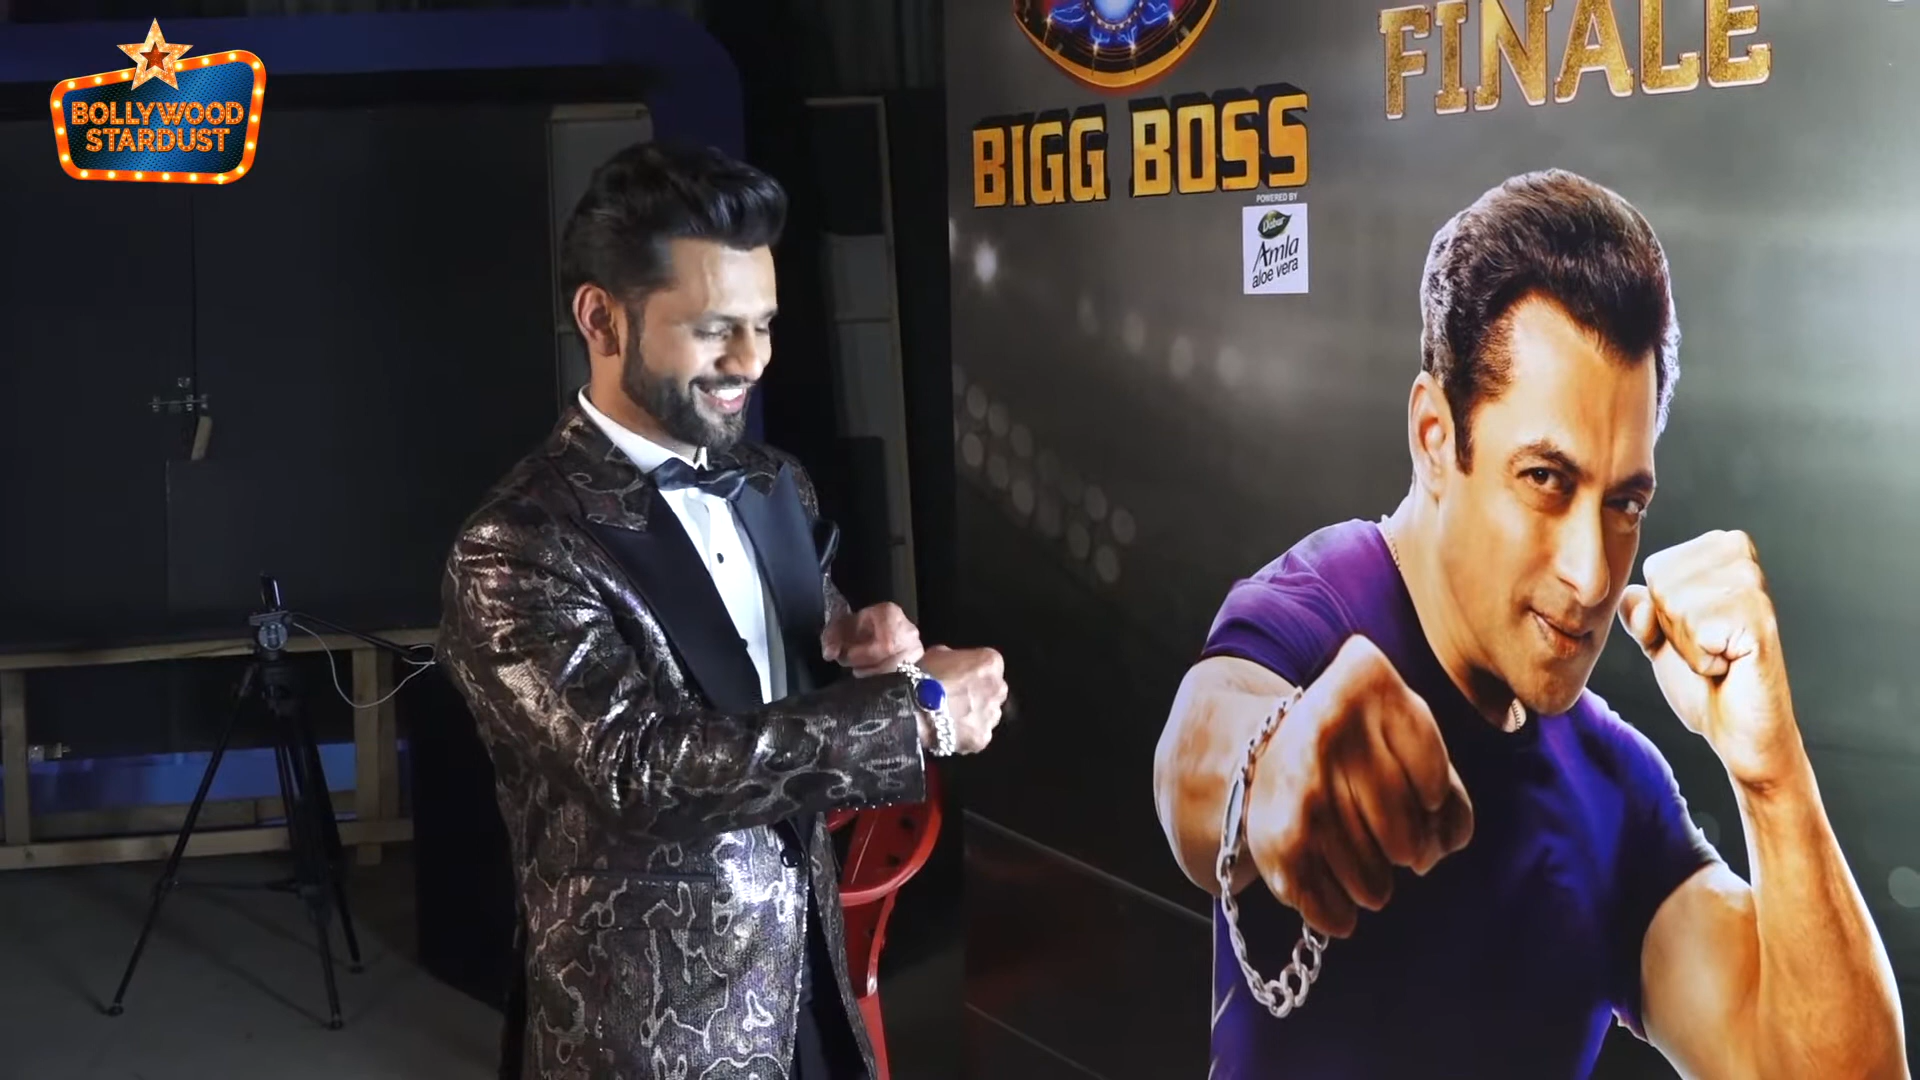 BOLLYWOOD
STARDUST
FINALE
BIGG BOSS
POWERED BY
Dabur
Amla
aloe vera